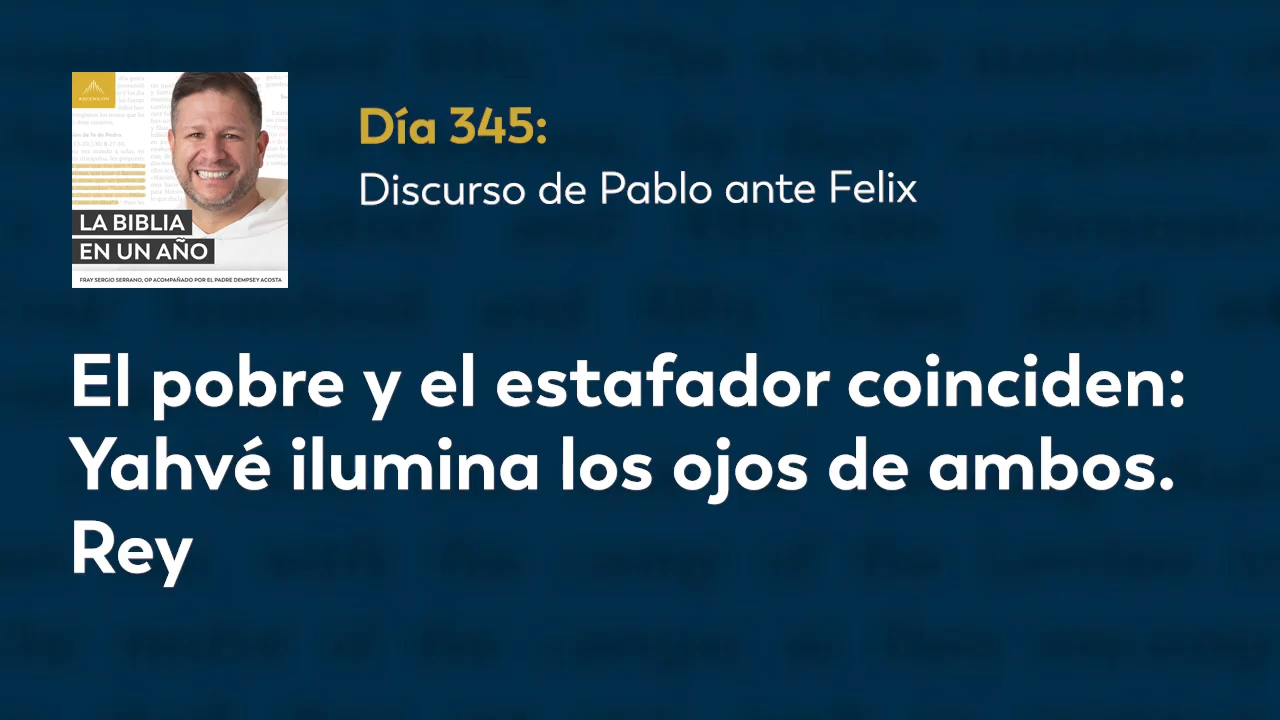 ASCENSION
Día 345:
Discurso de Pablo ante Felix
LA BIBLIA
EN UN AÑO
FRAY SERGIO SERRANO, OP ACOMPAÑADO POR EL PADRE DEMPSEY ACOSTA
El pobre y el estafador coinciden:
Yahvé ilumina los ojos de ambos.
Rey